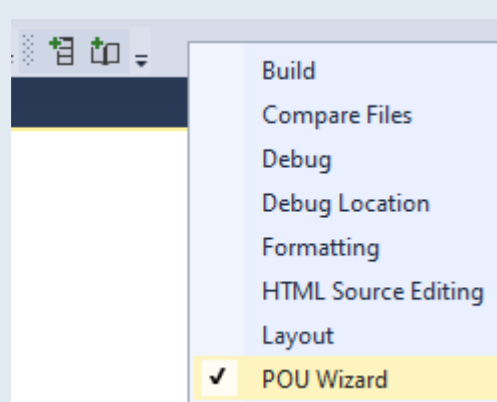 Build
Compare Files
Debug
Debug Location
Formatting
HTML Source Editing
Layout
POU Wizard